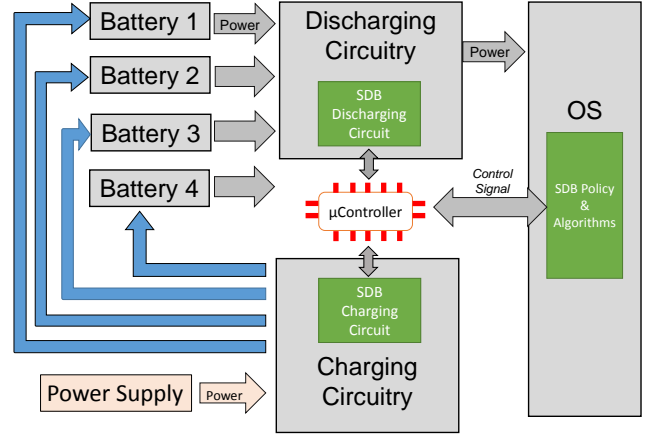 Battery 1
Power
Discharging
Circuitry
Power
Battery 2
SDB
Discharging
Circuit
OS
Battery 3
Battery 4
Control
Signal
SDB Policy
&
Algorithms
µController
SDB
Charging
Circuit
Charging
Circuitry
Power Supply
Power